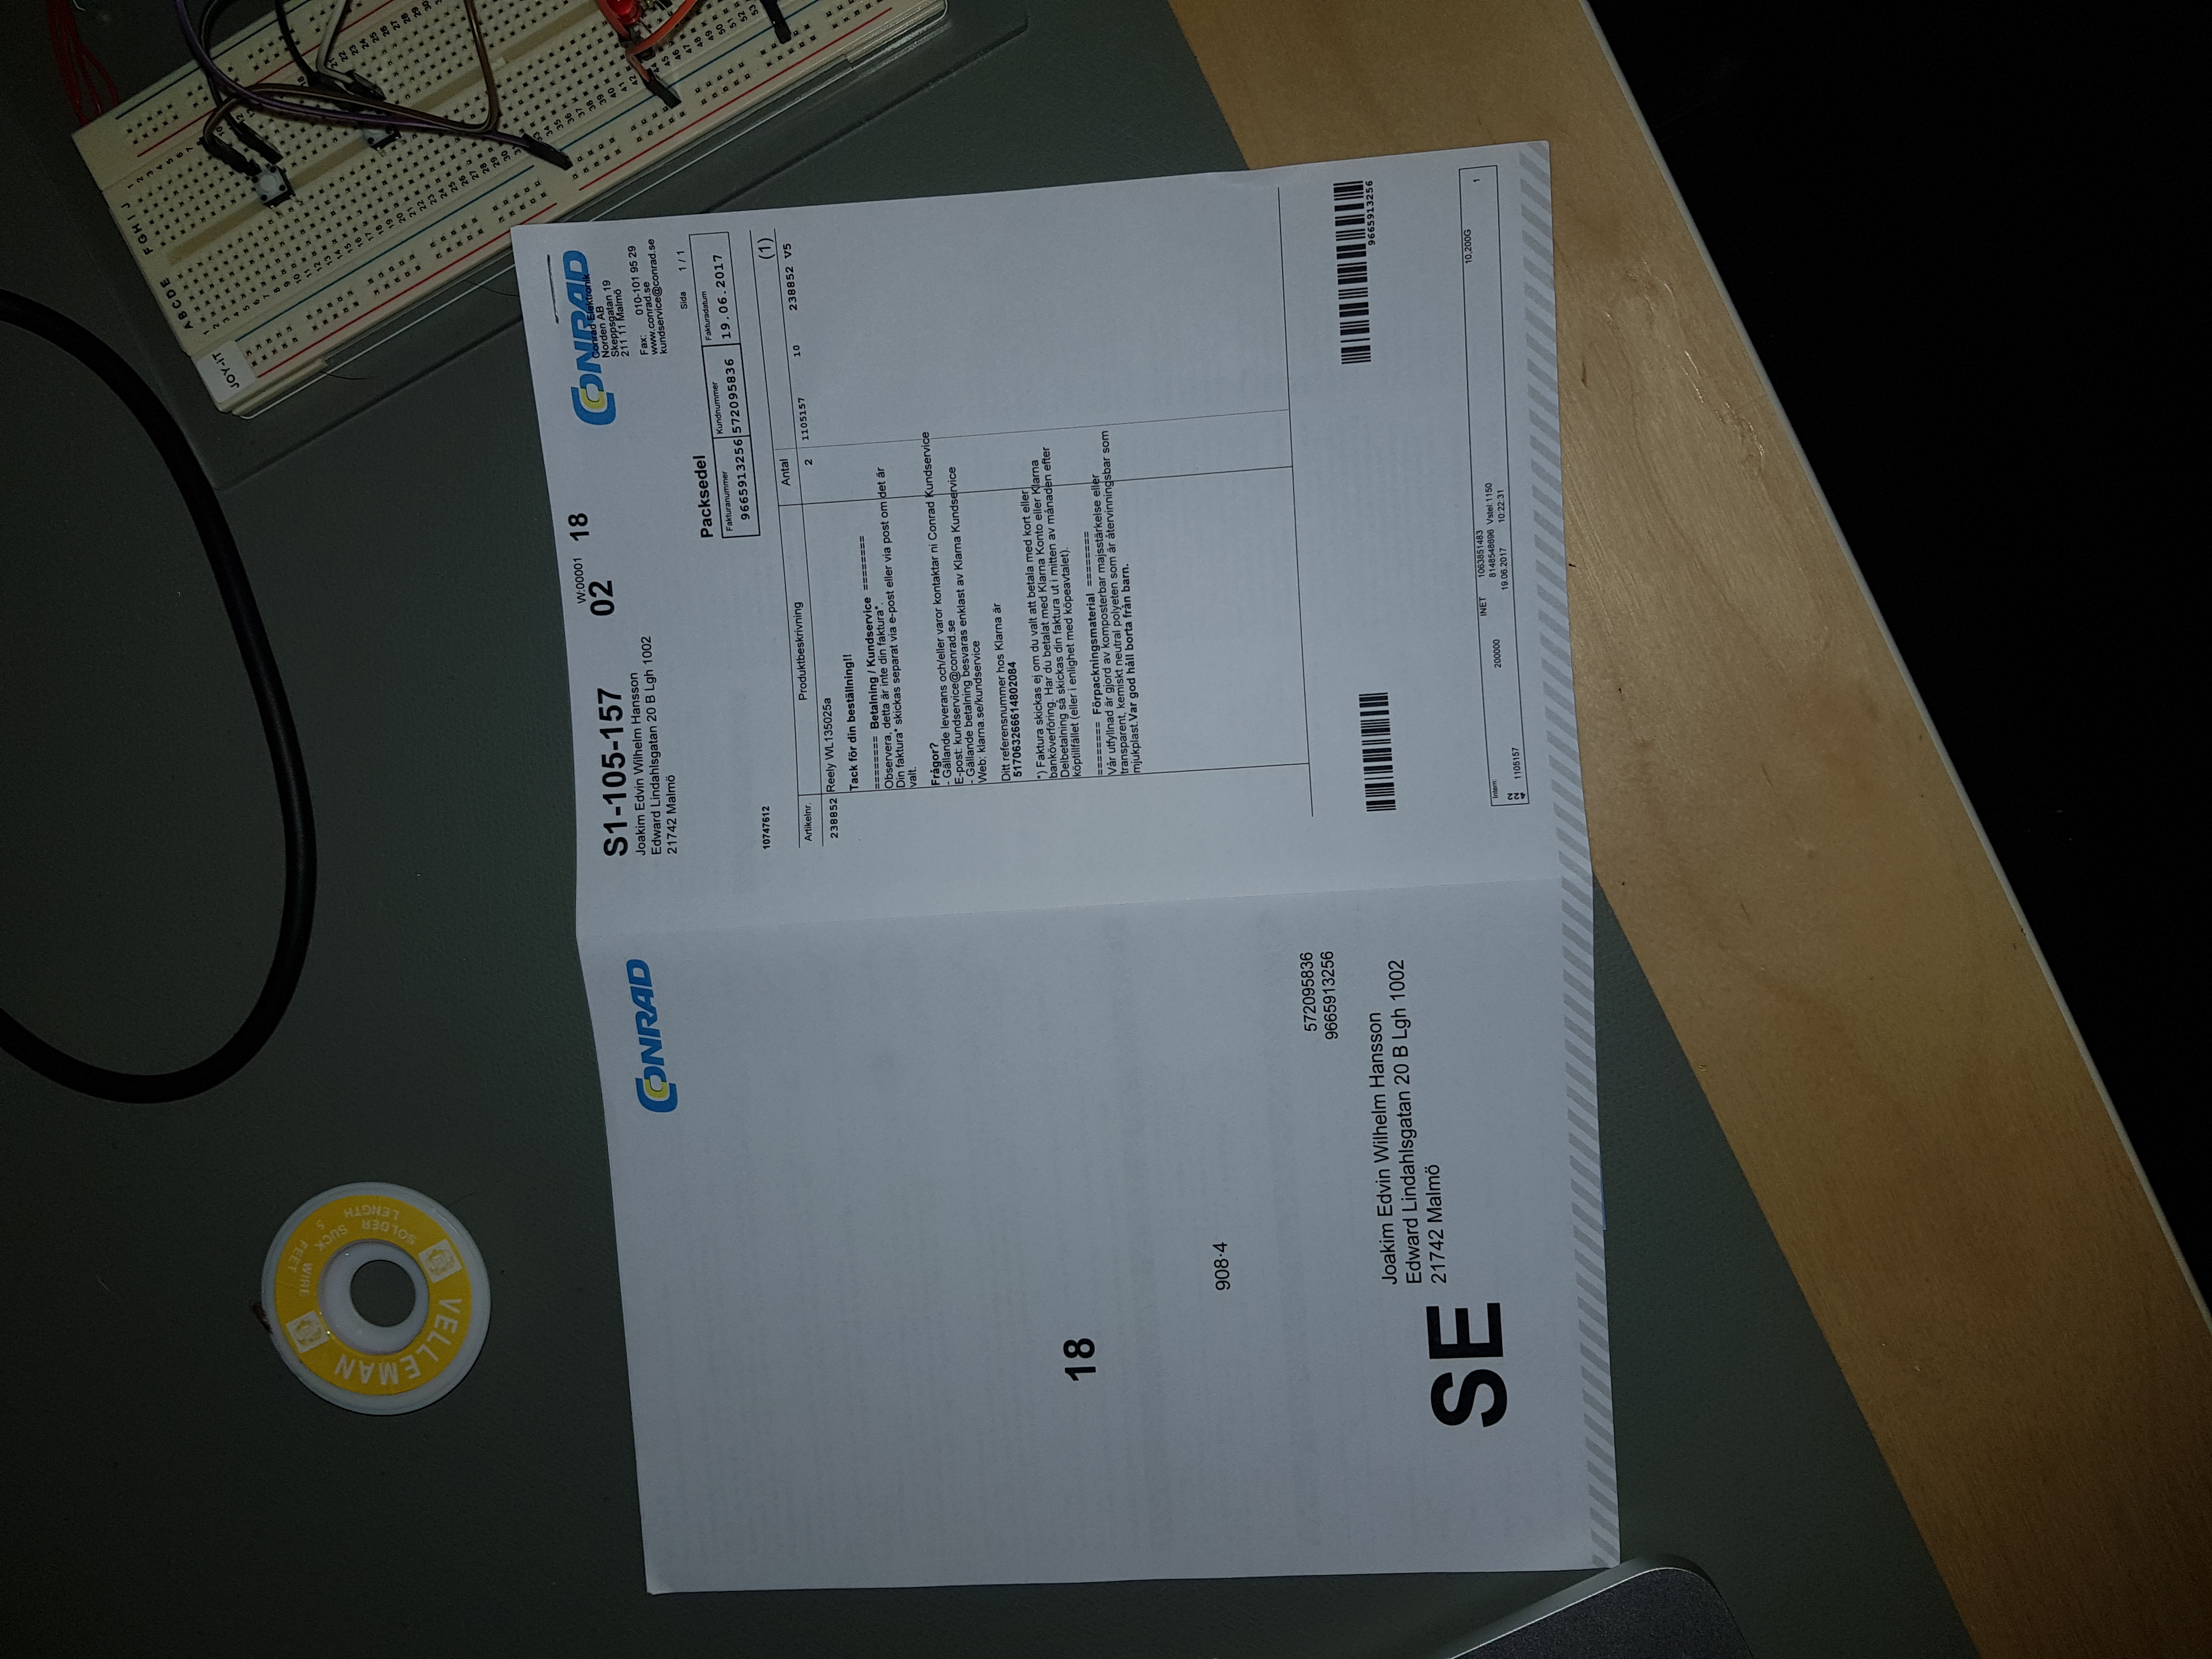 VELLEMAN
SOLDER SUCK WIRE
LENGTH 5 FEET
JOY-iT
A B C D E F G H I J
CONRAD
18
908-4
572095836
9665913256
SE
Joakim Edvin Wilhelm Hansson
Edward Lindahlsgatan 20 B Lgh 1002
21742 Malmö
W:00001 18
S1-105-157 02
Joakim Edvin Wilhelm Hansson
Edward Lindahlsgatan 20 B Lgh 1002
21742 Malmö
CONRAD
Conrad Elektronik
Norden AB
Skeppsgatan 19
211 11 Malmö
Fax: 010-101 95 29
www.conrad.se
kundservice@conrad.se
Sida 1 / 1
Packsedel
Fakturanummer Kundnummer Fakturadatum
9665913256 572095836 19.06.2017
10747612
(1)
Artikelnr. Produktbeskrivning Antal
238852 Reely WL135025a 2 1105157 10 238852 V5
Tack för din beställning!!
======== Betalning / Kundservice ========
Observera, detta är inte din faktura*.
Din faktura* skickas separat via e-post eller via post om det är
valt.
Frågor?
- Gällande leverans och/eller varor kontaktar ni Conrad Kundservice
E-post: kundservice@conrad.se
- Gällande betalning besvaras enklast av Klarna Kundservice
Web: klarna.se/kundservice
Ditt referensnummer hos Klarna är
517063266614802084
*) Faktura skickas ej om du valt att betala med kort eller
banköverföring. Har du betalat med Klarna Konto eller Klarna
Delbetalning så skickas din faktura ut i mitten av månaden efter
köptillfället (eller i enlighet med köpeavtalet).
======== Förpackningsmaterial ========
Vår utfyllnad är gjord av komposterbar majsstärkelse eller
transparent, kemiskt neutral polyeten som är återvinningsbar som
mjukplast.Var god håll borta från barn.
9665913256
Intern:
422
1105157
200000
INET 1063851483
8148548696 Vstel:1150
19.06.2017 10:22:31
10,200G
1